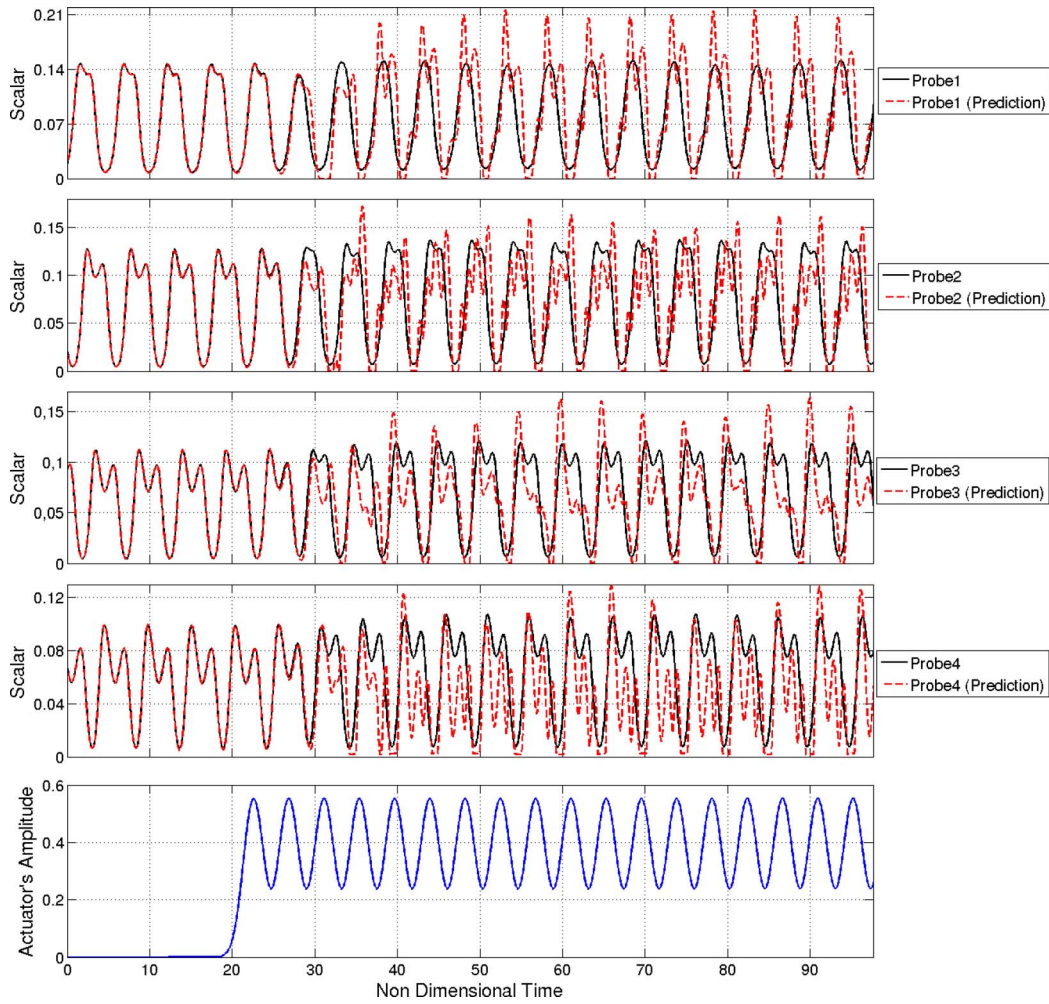 Scalar
0.14
0.07
0
Probe1
Probe1 (Prediction)
Scalar
0.15
0.1
0.05
0
Probe2
Probe2 (Prediction)
Scalar
0,15
0.1
0,05
0
Probe3
Probe3 (Prediction)
Scalar
0.12
0.08
0.04
0
Probe4
Probe4 (Prediction)
Actuator's Amplitude
0.6
0.4
0.2
0
0 10 20 30 40 50 60 70 80 90
Non Dimensional Time